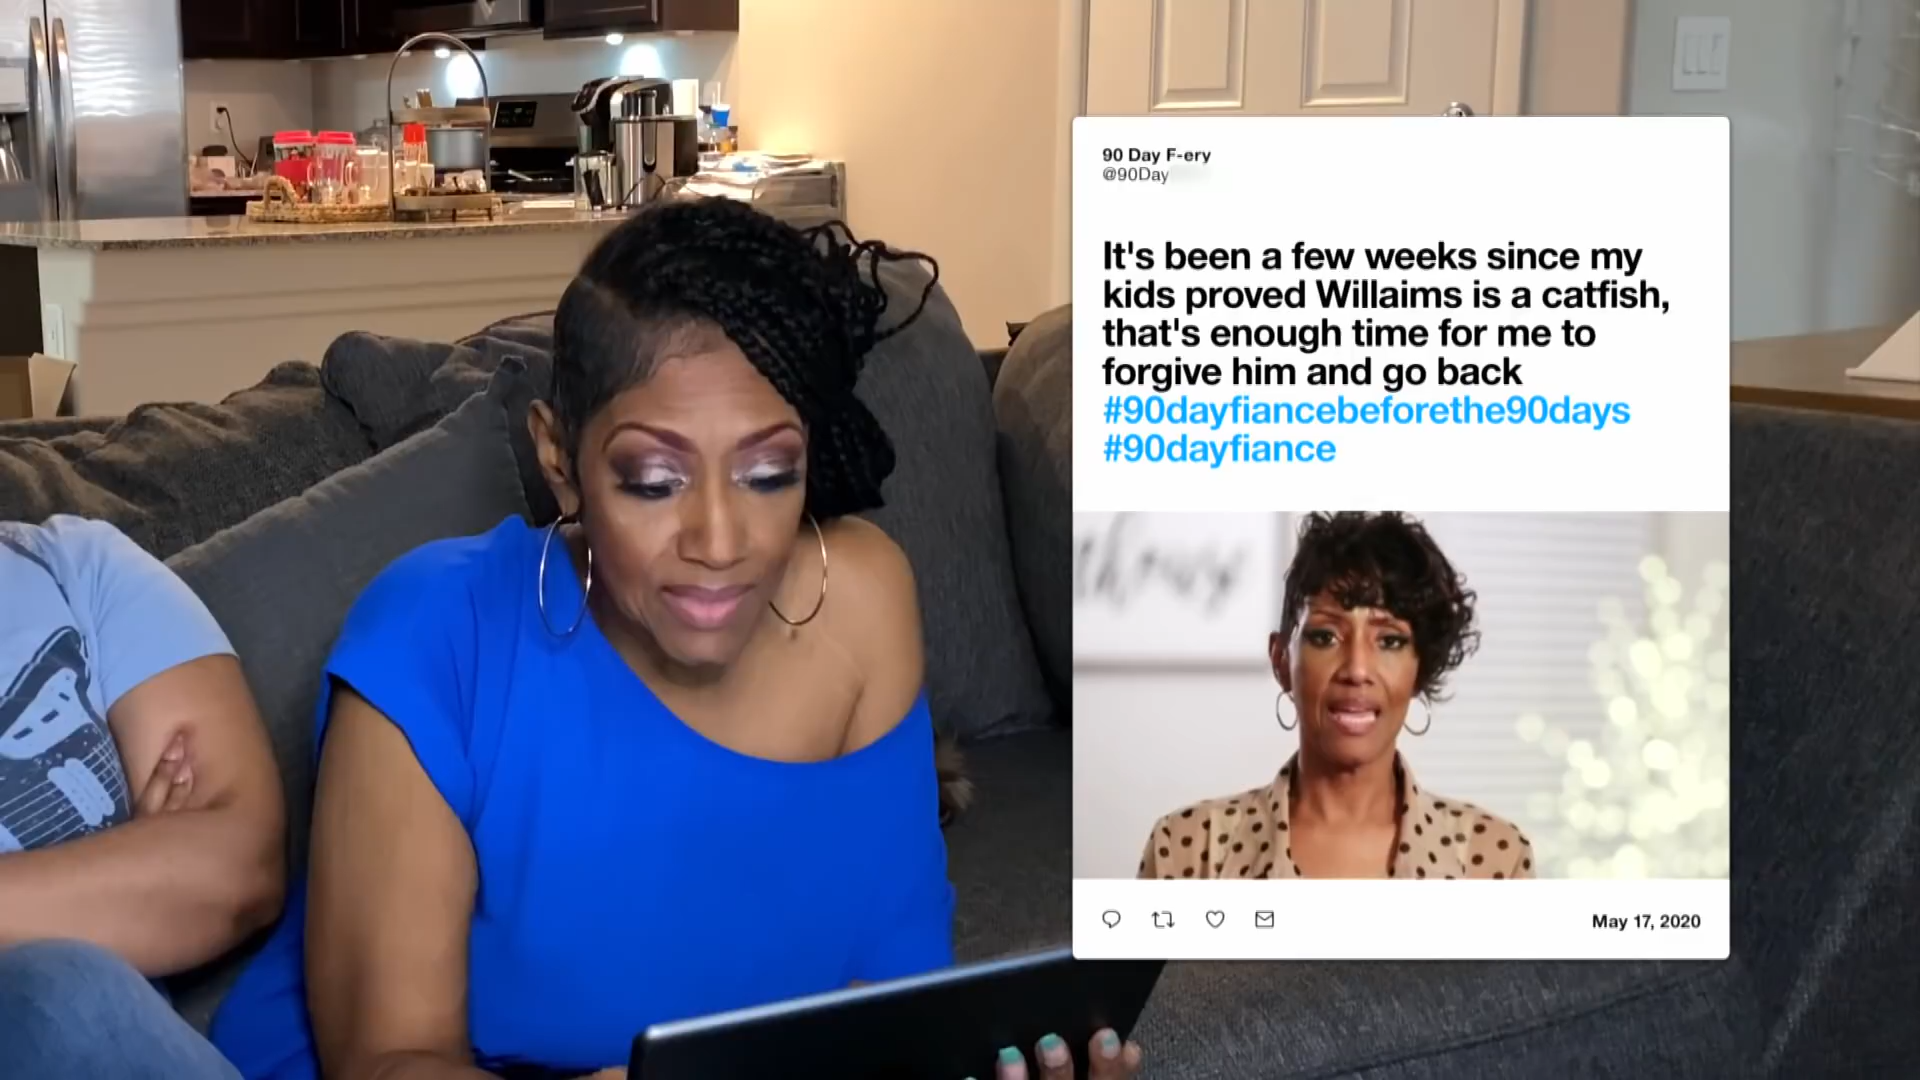 90 Day F-ery
@90Day
It's been a few weeks since my
kids proved Willaims is a catfish,
that's enough time for me to
forgive him and go back
#90dayfiancebeforethe90days
#90dayfiance
May 17, 2020